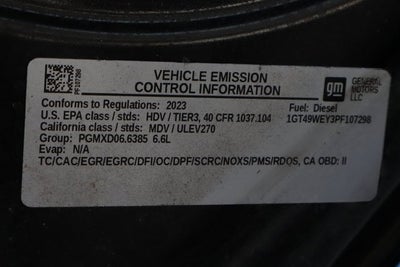 VEHICLE EMISSION
CONTROL INFORMATION
gm
GENERAL
MOTORS
LLC
PF107298
Conforms to Regulations: 2023
Fuel: Diesel
U.S. EPA class / stds: HDV / TIER3, 40 CFR 1037.104
1GT49WEY3PF107298
California class / stds: MDV / ULEV270
Group: PGMXD06.6385 6.6L
Evap: N/A
TC/CAC/EGR/EGRC/DFI/OC/DPF/SCRC/NOXS/PMS/RDOS, CA OBD: II